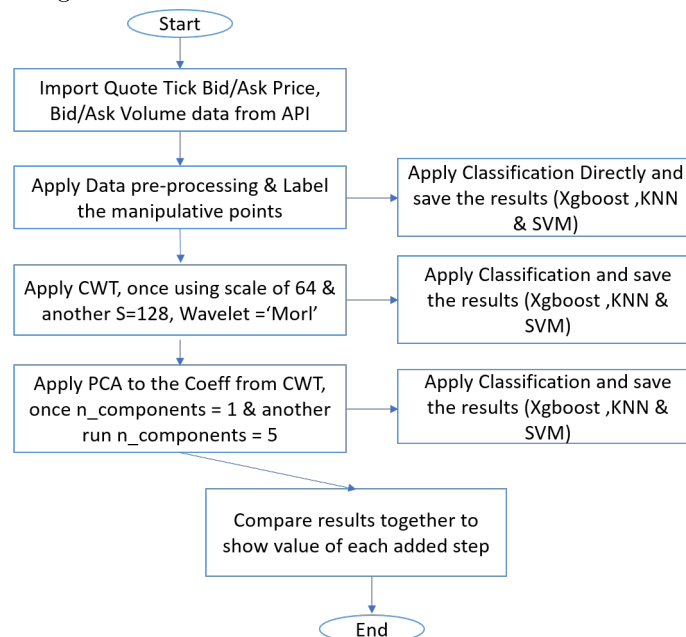 Start
Import Quote Tick Bid/Ask Price,
Bid/Ask Volume data from API
Apply Data pre-processing & Label
the manipulative points
Apply Classification Directly and
save the results (Xgboost ,KNN
& SVM)
Apply CWT, once using scale of 64 &
another S=128, Wavelet =‘Morl’
Apply Classification and save
the results (Xgboost ,KNN &
SVM)
Apply PCA to the Coeff from CWT,
once n_components = 1 & another
run n_components = 5
Apply Classification and save
the results (Xgboost ,KNN &
SVM)
Compare results together to
show value of each added step
End